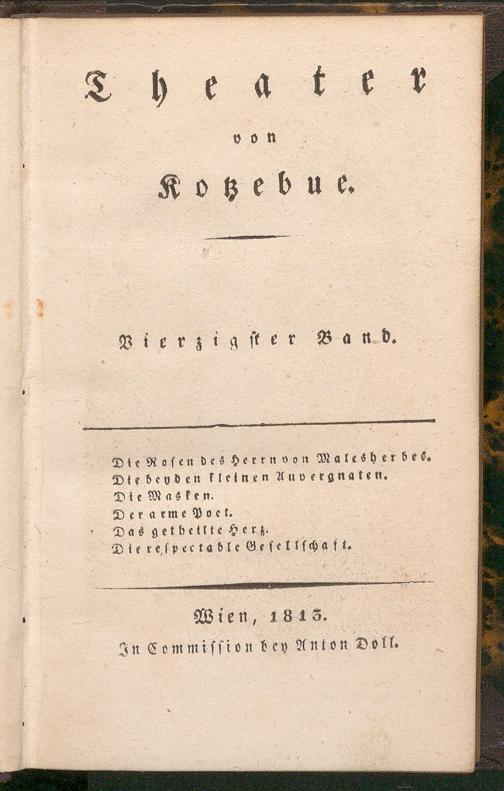 Theater
von
Kotzebue.
Vierzigster Band.
Die Rosen des Herrn von Malesherbes.
Die beyden kleinen Auvergnaten.
Die Masken.
Der arme Poet.
Das getheilte Herz.
Die respectable Gesellschaft.
Wien, 1813.
In Commission bey Anton Doll.